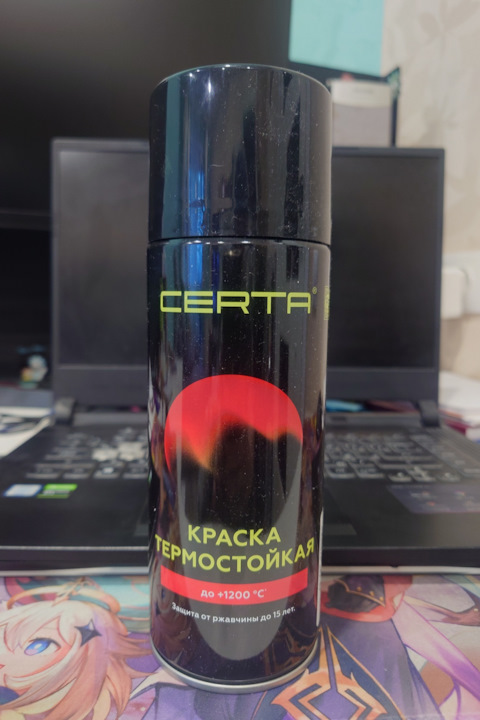 CERTA®
КРАСКА
ТЕРМОСТОЙКАЯ
до +1200 °C*
Защита от ржавчины до 15 лет.